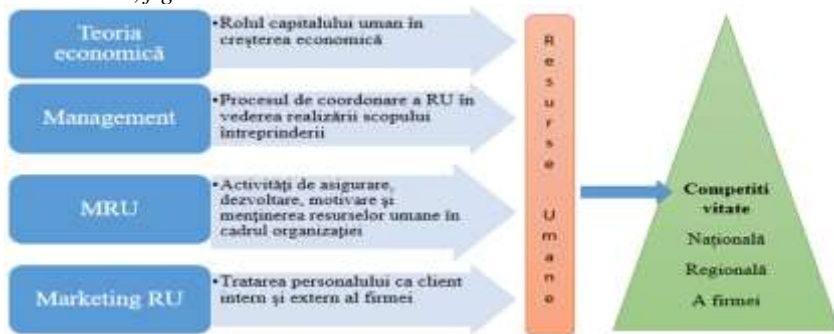 Teoria
economică
•Rolul capitalului uman în
creșterea economică
Management
•Procesul de coordonare a RU în
vederea realizării scopului
întreprinderii
MRU
•Activități de asigurare,
dezvoltare, motivare și
menținerea resurselor umane în
cadrul organizației
Marketing RU
•Tratarea personalului ca client
intern și extern al firmei
Resurse Umane
Competiti
vitate
Națională
Regională
A firmei